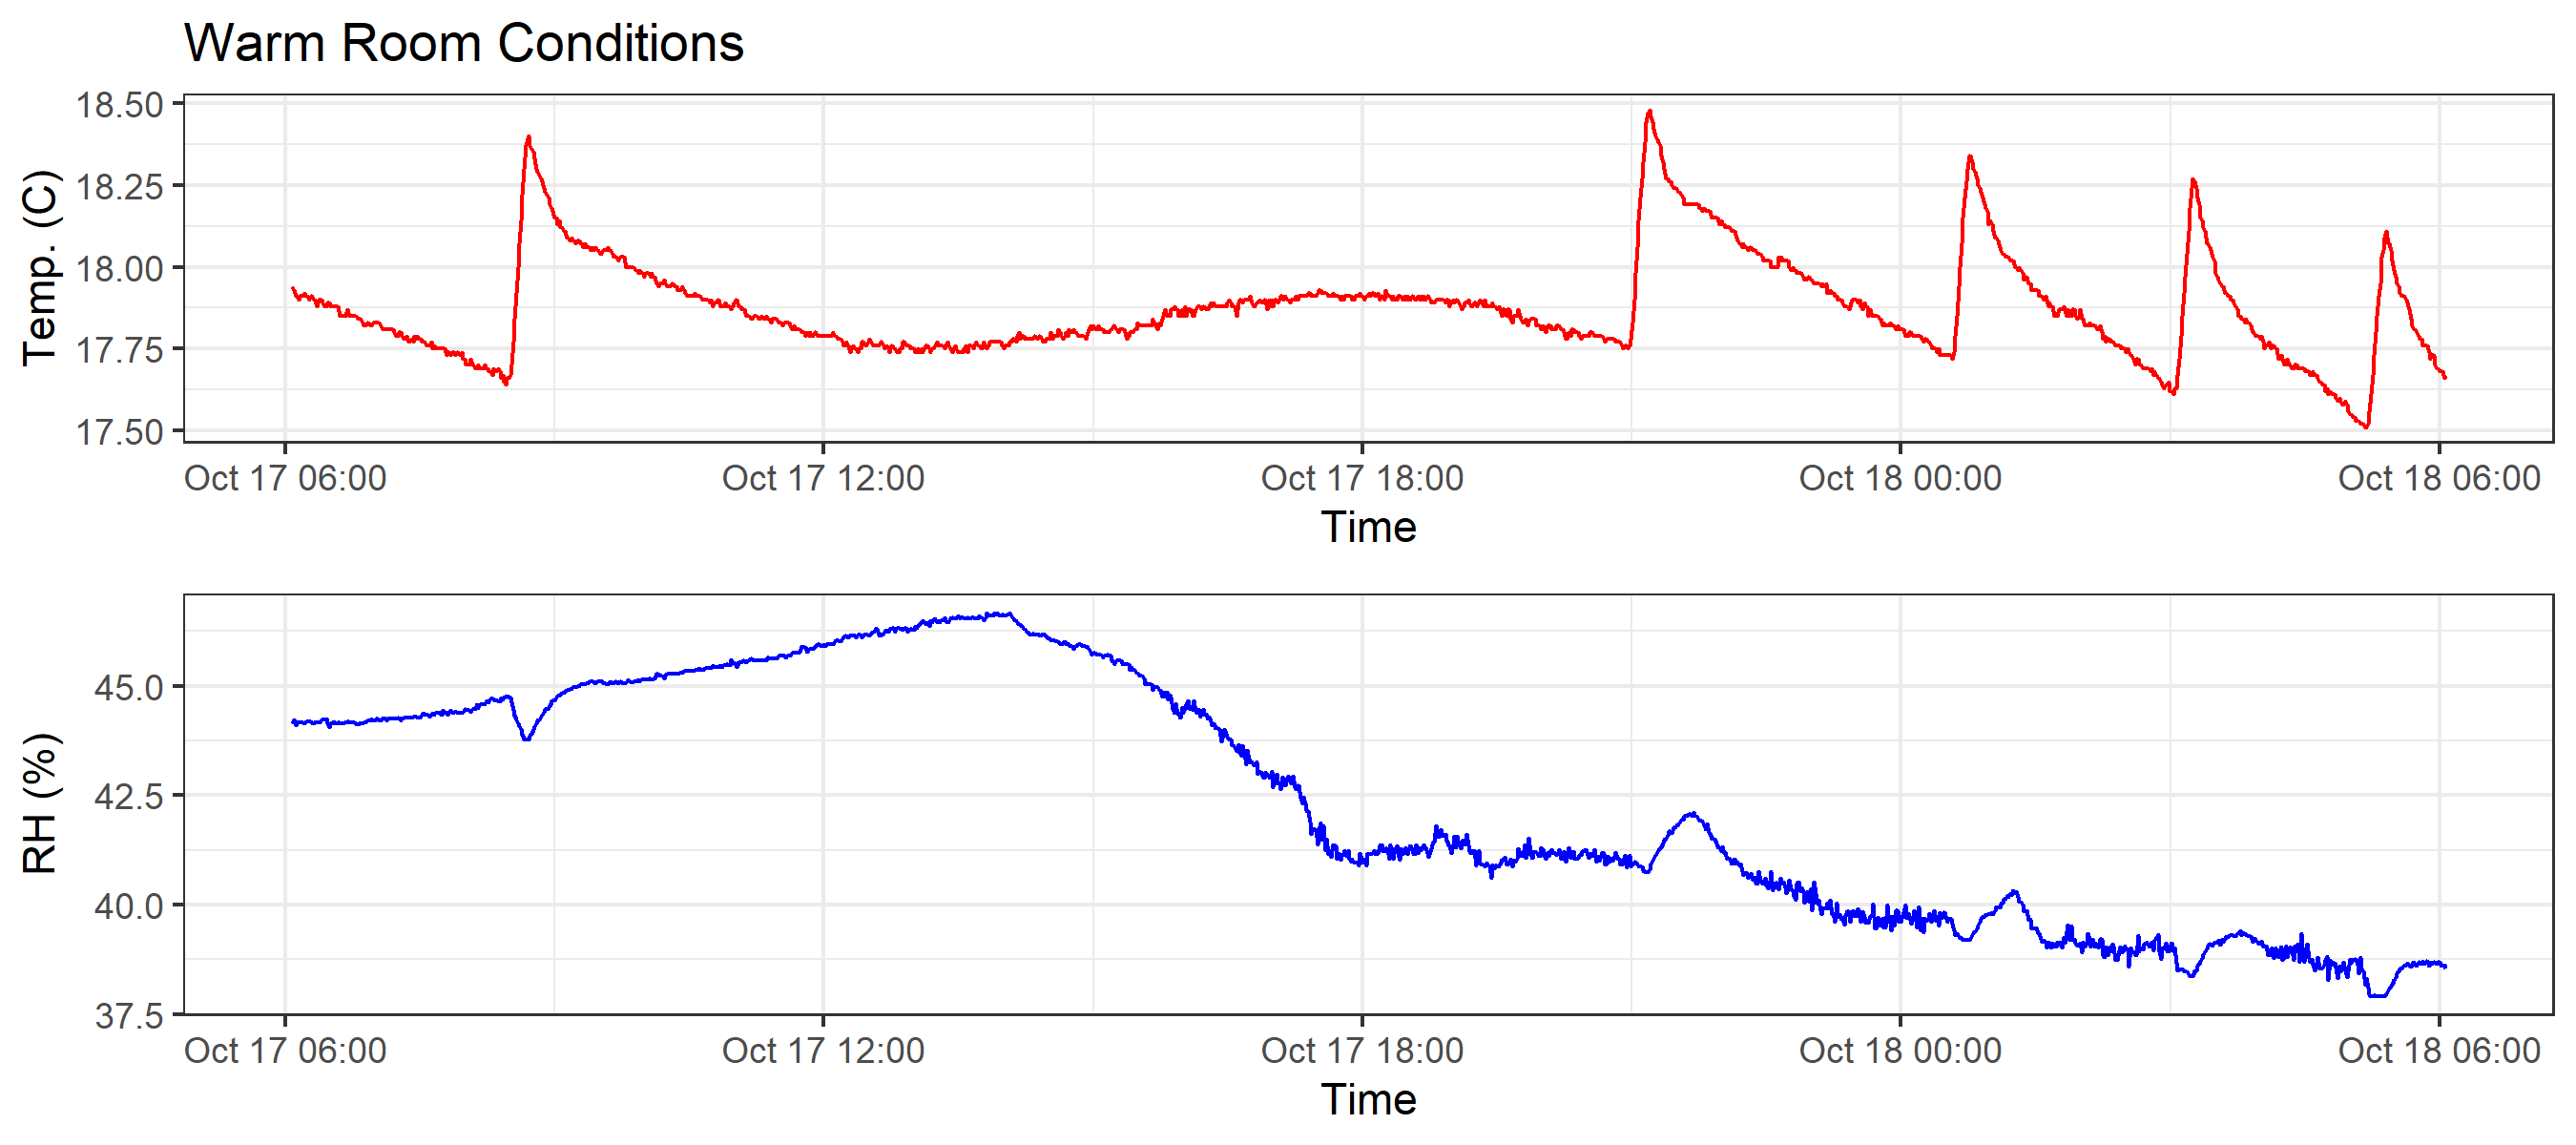 Warm Room Conditions
Temp. (C)
18.50
18.25
18.00
17.75
17.50
Oct 17 06:00 Oct 17 12:00 Oct 17 18:00 Oct 18 00:00 Oct 18 06:00
Time
RH (%)
45.0
42.5
40.0
37.5
Oct 17 06:00 Oct 17 12:00 Oct 17 18:00 Oct 18 00:00 Oct 18 06:00
Time